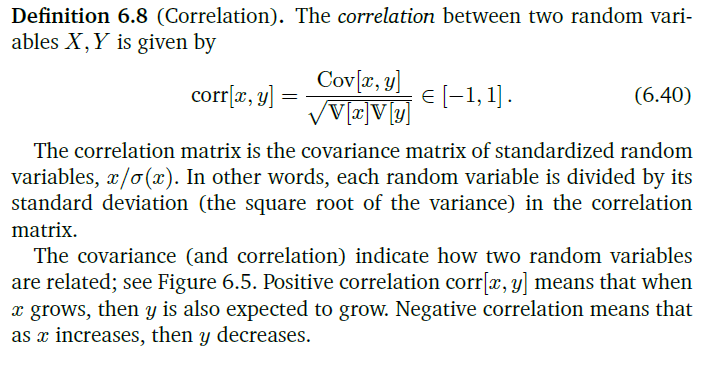 Definition 6.8 (Correlation). The correlation between two random vari-
ables X, Y is given by
corr[x, y] = Cov[x, y] / √𝕍[x]𝕍[y] ∈ [−1, 1] . (6.40)
The correlation matrix is the covariance matrix of standardized random
variables, x/σ(x). In other words, each random variable is divided by its
standard deviation (the square root of the variance) in the correlation
matrix.
The covariance (and correlation) indicate how two random variables
are related; see Figure 6.5. Positive correlation corr[x, y] means that when
x grows, then y is also expected to grow. Negative correlation means that
as x increases, then y decreases.